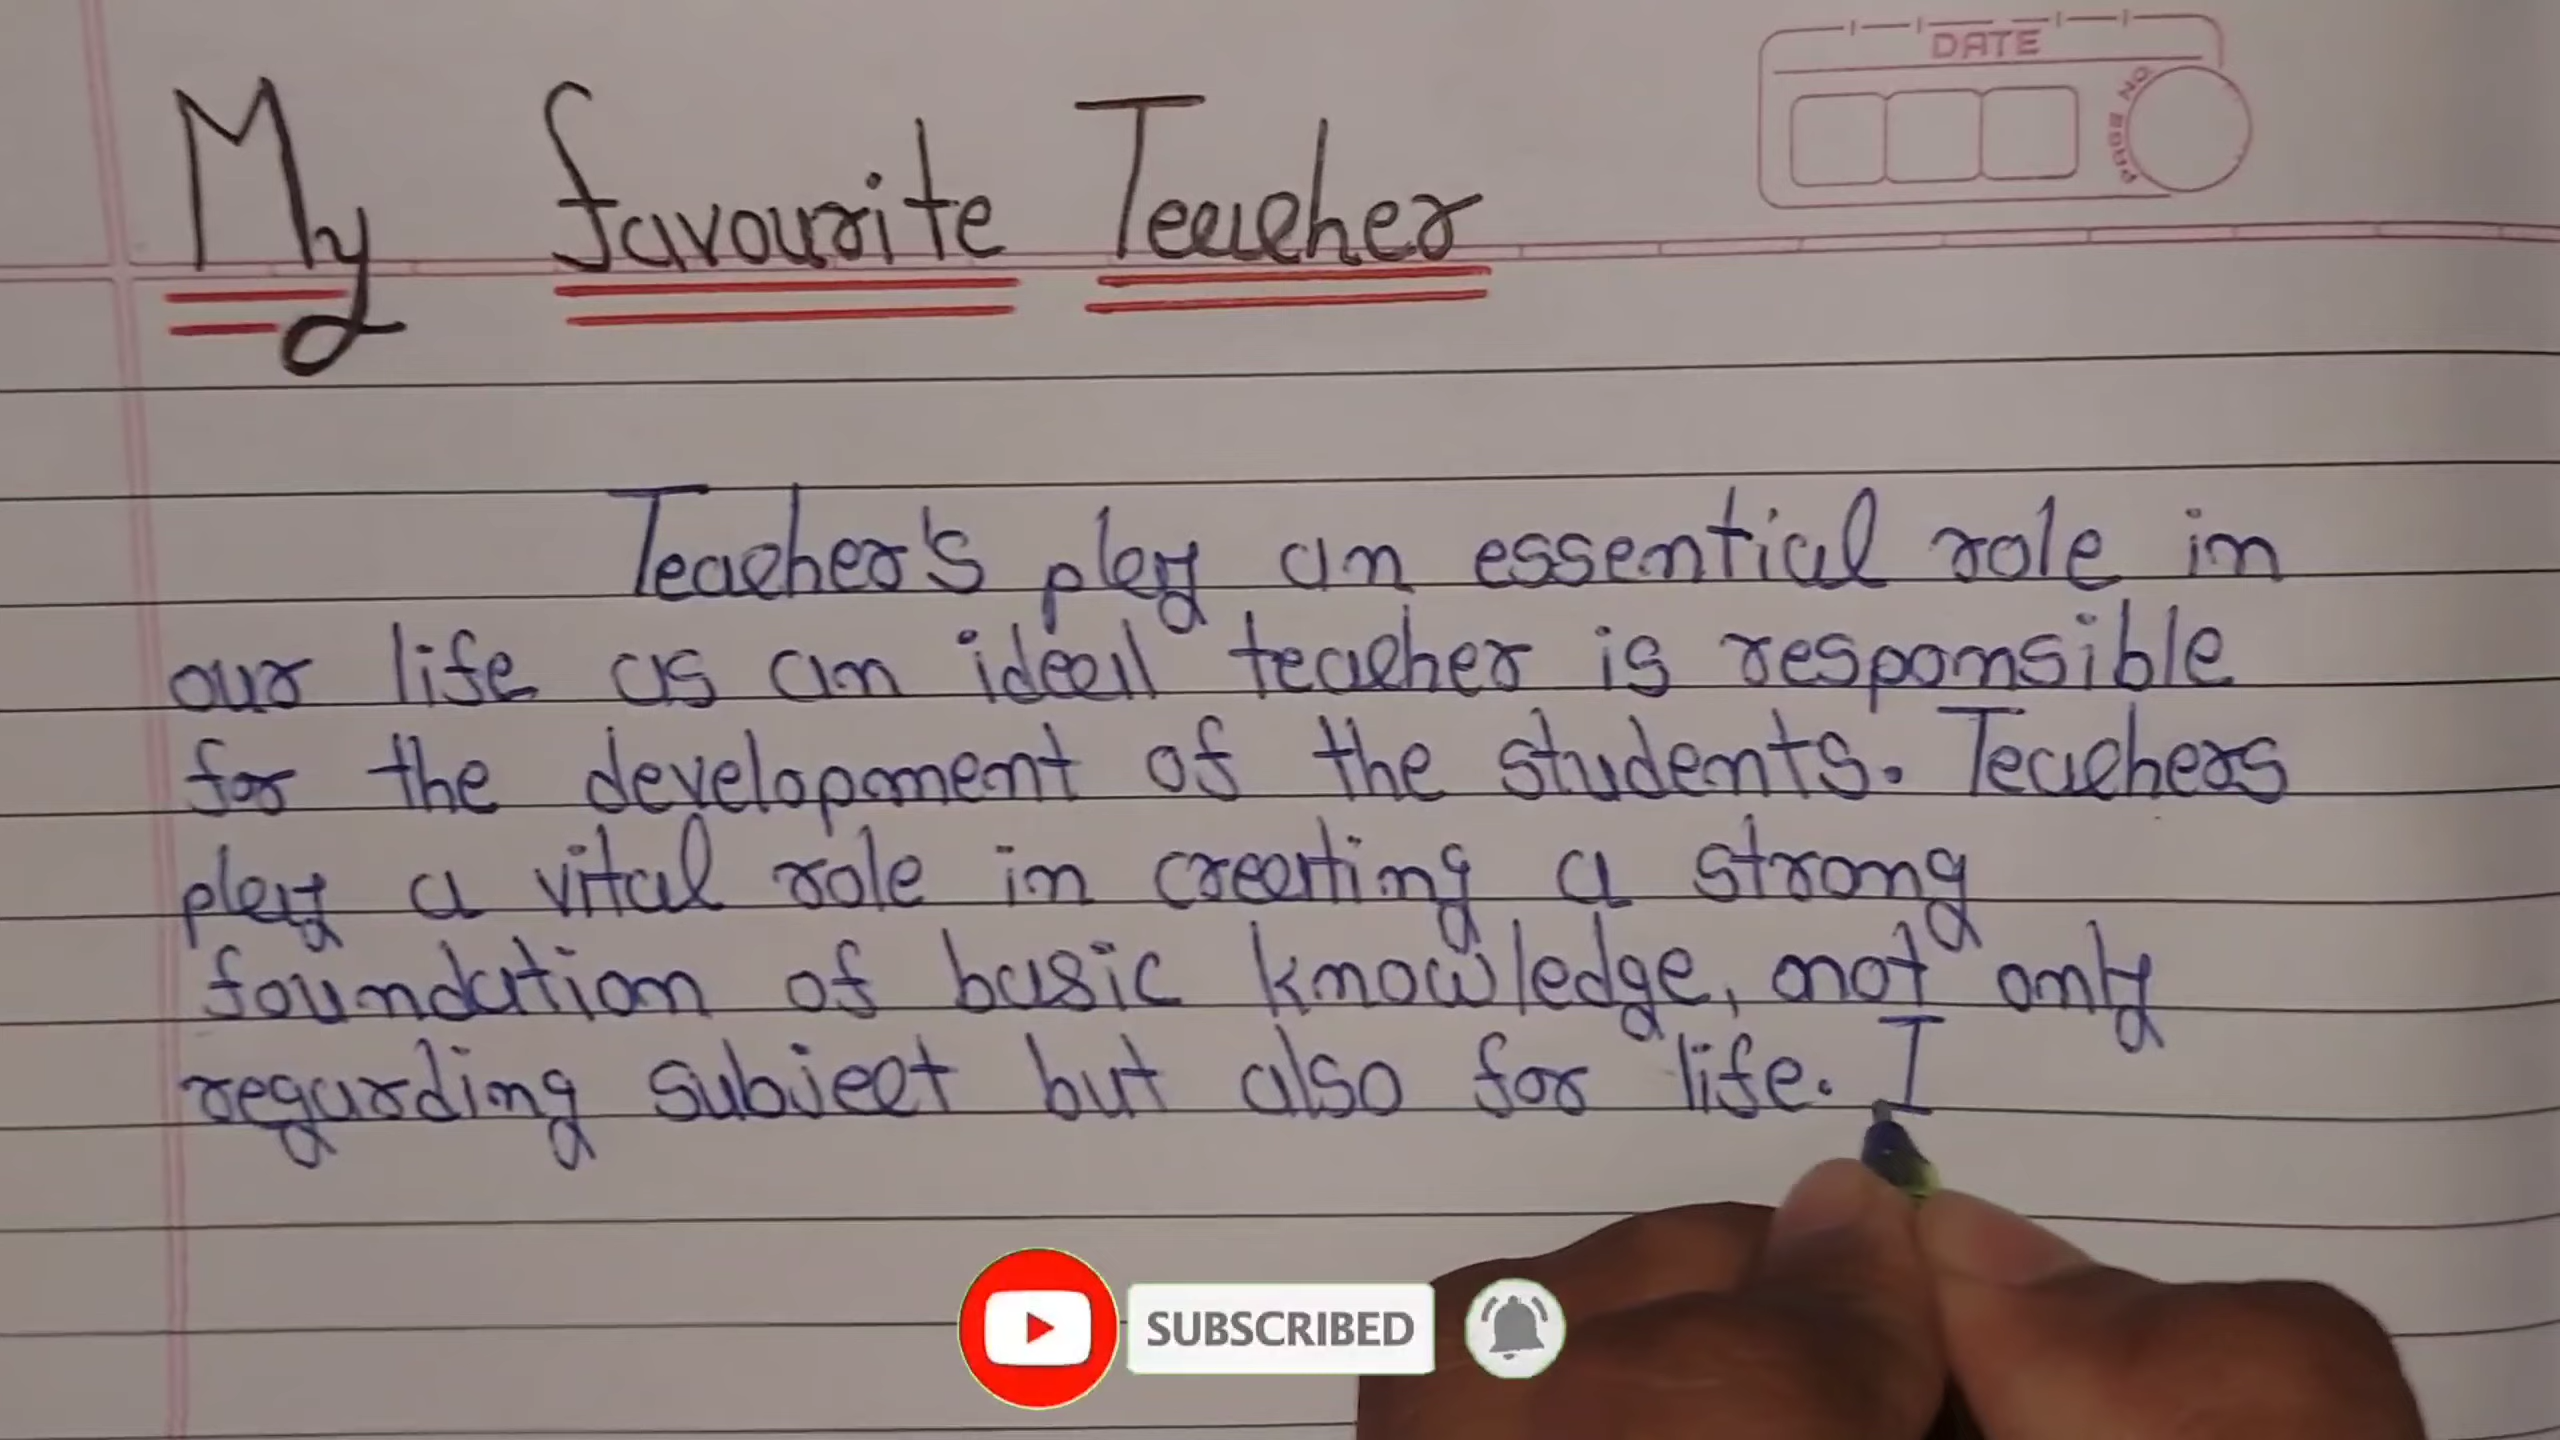 DATE
PAGE NO
My favourite Teacher
Teacher's play an essential role in
our life as an ideal teacher is responsible
for the development of the students. Teachers
play a vital role in creating a strong
foundation of basic knowledge, not only
regarding subject but also for life. I
SUBSCRIBED